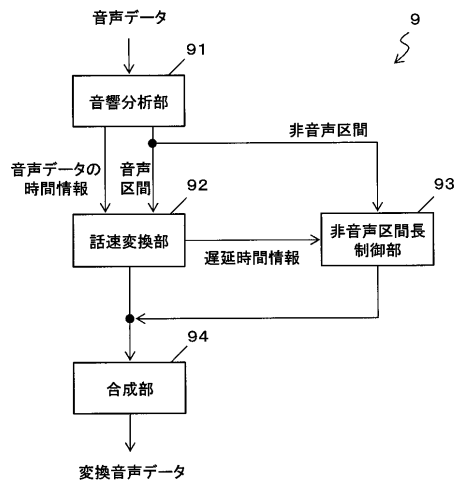 音声データ
9
91
音響分析部
非音声区間
音声データの
時間情報
音声
区間
92
93
話速変換部
遅延時間情報
非音声区間長
制御部
94
合成部
変換音声データ